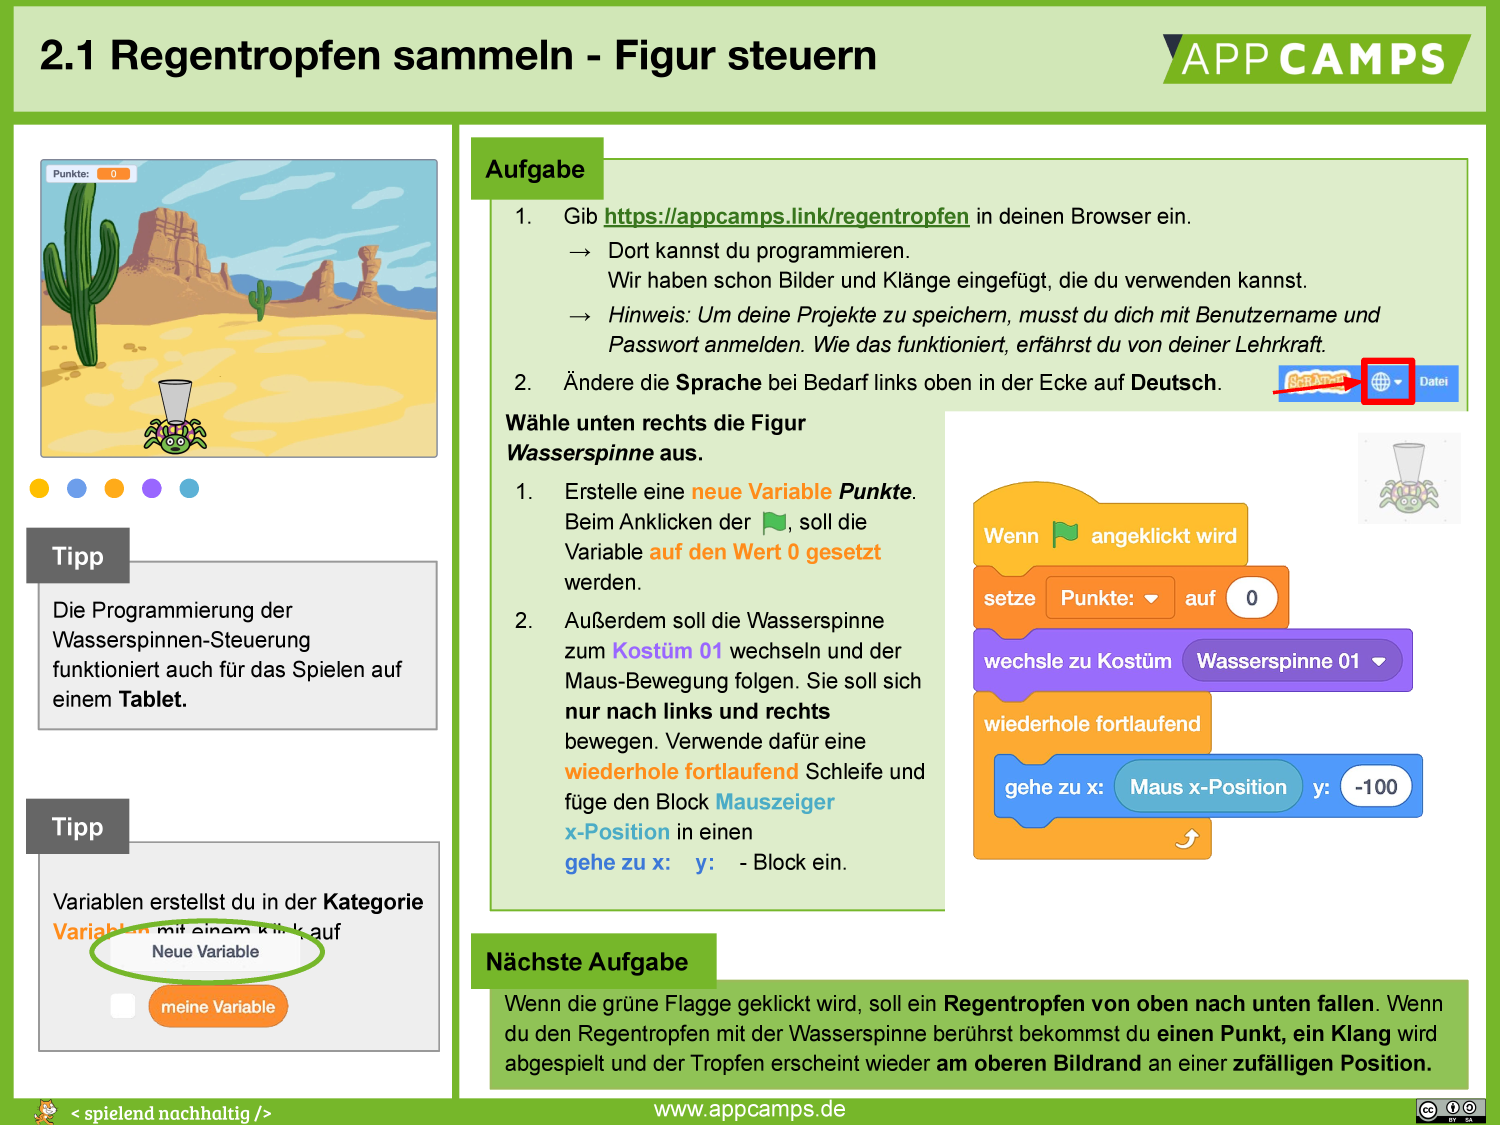 2.1 Regentropfen sammeln - Figur steuern
APP CAMPS
Punkte: 0
Tipp
Die Programmierung der
Wasserspinnen-Steuerung
funktioniert auch für das Spielen auf
einem Tablet.
Tipp
Variablen erstellst du in der Kategorie
Variablen mit einem Klick auf
Neue Variable
meine Variable
Aufgabe
1. Gib https://appcamps.link/regentropfen in deinen Browser ein.
→ Dort kannst du programmieren.
Wir haben schon Bilder und Klänge eingefügt, die du verwenden kannst.
→ Hinweis: Um deine Projekte zu speichern, musst du dich mit Benutzername und
Passwort anmelden. Wie das funktioniert, erfährst du von deiner Lehrkraft.
2. Ändere die Sprache bei Bedarf links oben in der Ecke auf Deutsch.
SCRATCH Datei
Wähle unten rechts die Figur
Wasserspinne aus.
1. Erstelle eine neue Variable Punkte.
Beim Anklicken der , soll die
Variable auf den Wert 0 gesetzt
werden.
2. Außerdem soll die Wasserspinne
zum Kostüm 01 wechseln und der
Maus-Bewegung folgen. Sie soll sich
nur nach links und rechts
bewegen. Verwende dafür eine
wiederhole fortlaufend Schleife und
füge den Block Mauszeiger
x-Position in einen
gehe zu x: y: - Block ein.
Wenn angeklickt wird
setze Punkte: auf 0
wechsle zu Kostüm Wasserspinne 01
wiederhole fortlaufend
gehe zu x: Maus x-Position y: -100
Nächste Aufgabe
Wenn die grüne Flagge geklickt wird, soll ein Regentropfen von oben nach unten fallen. Wenn
du den Regentropfen mit der Wasserspinne berührst bekommst du einen Punkt, ein Klang wird
abgespielt und der Tropfen erscheint wieder am oberen Bildrand an einer zufälligen Position.
< spielend nachhaltig />
www.appcamps.de
cc BY SA